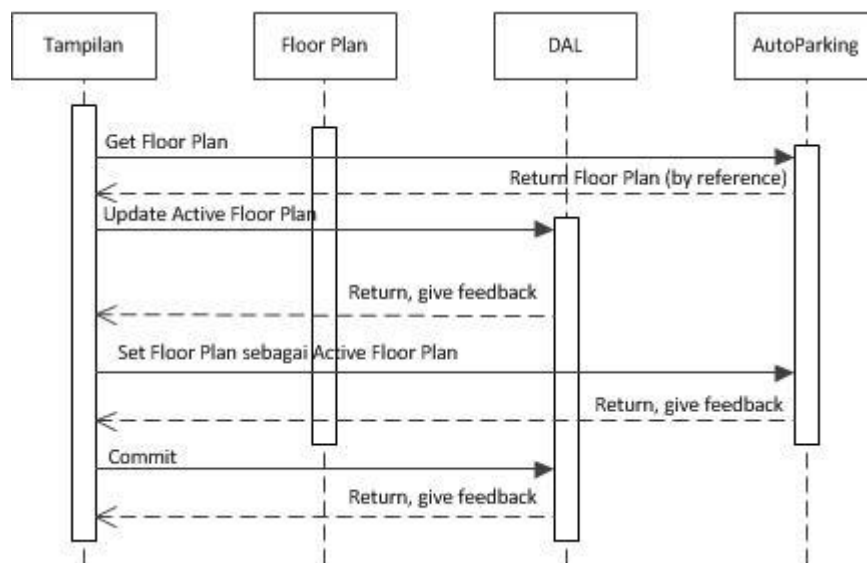 Tampilan
Floor Plan
DAL
AutoParking
Get Floor Plan
Return Floor Plan (by reference)
Update Active Floor Plan
Return, give feedback
Set Floor Plan sebagai Active Floor Plan
Return, give feedback
Commit
Return, give feedback